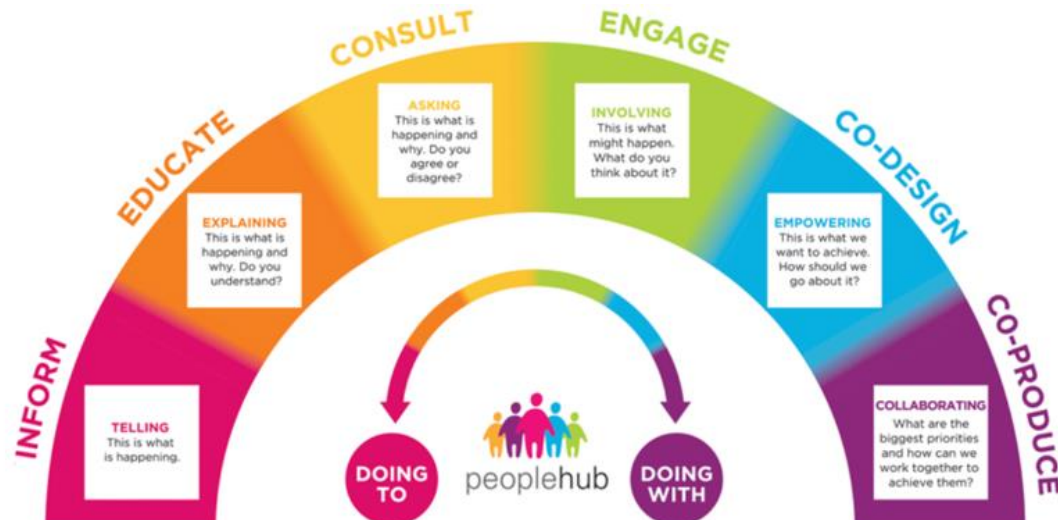 INFORM
TELLING
This is what
is happening.
EDUCATE
EXPLAINING
This is what is
happening and
why. Do you
understand?
CONSULT
ASKING
This is what is
happening and
why. Do you
agree or
disagree?
ENGAGE
INVOLVING
This is what
might happen.
What do you
think about it?
CO-DESIGN
EMPOWERING
This is what we
want to achieve.
How should we
go about it?
CO-PRODUCE
COLLABORATING
What are the
biggest priorities
and how can we
work together to
achieve them?
DOING
TO
peoplehub
DOING
WITH